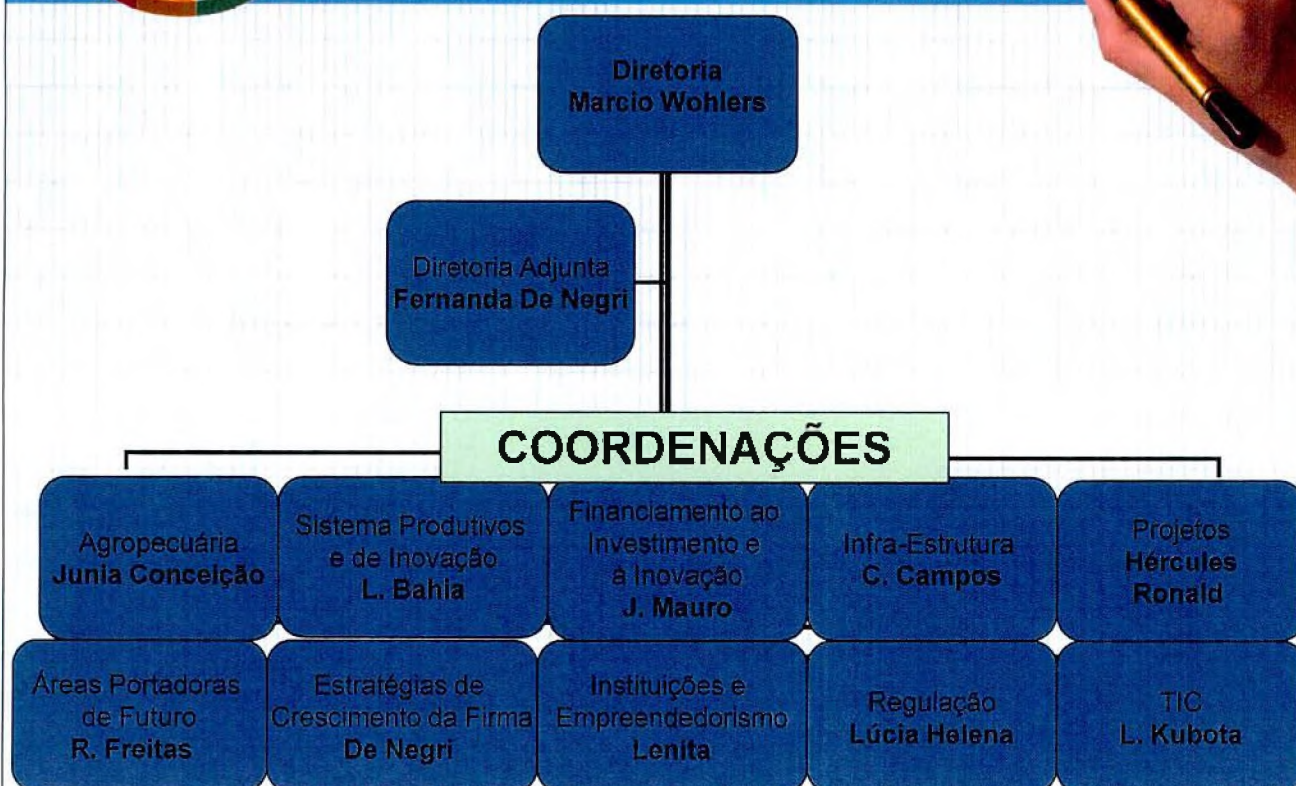 Diretoria
Marcio Wohlers
Diretoria Adjunta
Fernanda De Negri
COORDENAÇÕES
Agropecuária
Junia Conceição
Sistema Produtivos
e de Inovação
L. Bahia
Financiamento ao
Investimento e
à Inovação
J. Mauro
Infra-Estrutura
C. Campos
Projetos
Hércules
Ronald
Áreas Portadoras
de Futuro
R. Freitas
Estratégias de
Crescimento da Firma
De Negri
Instituições e
Empreendedorismo
Lenita
Regulação
Lúcia Helena
TIC
L. Kubota